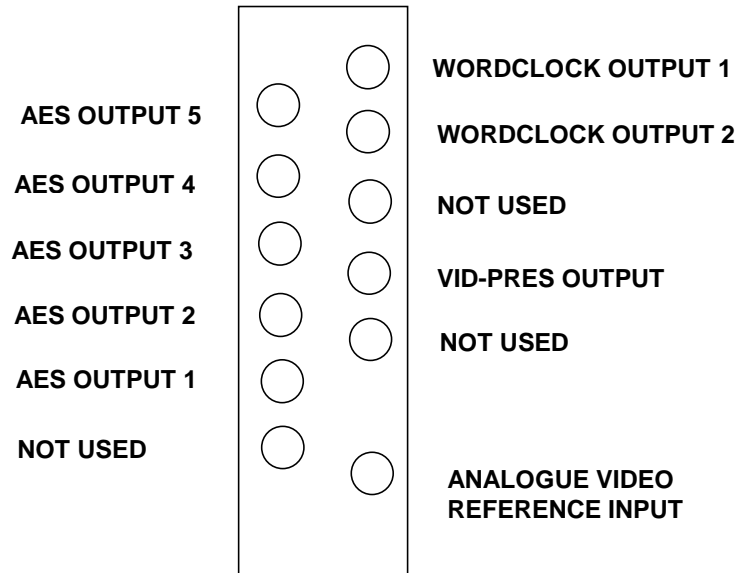 WORDCLOCK OUTPUT 1
AES OUTPUT 5
WORDCLOCK OUTPUT 2
AES OUTPUT 4
NOT USED
AES OUTPUT 3
VID-PRES OUTPUT
AES OUTPUT 2
NOT USED
AES OUTPUT 1
NOT USED
ANALOGUE VIDEO
REFERENCE INPUT